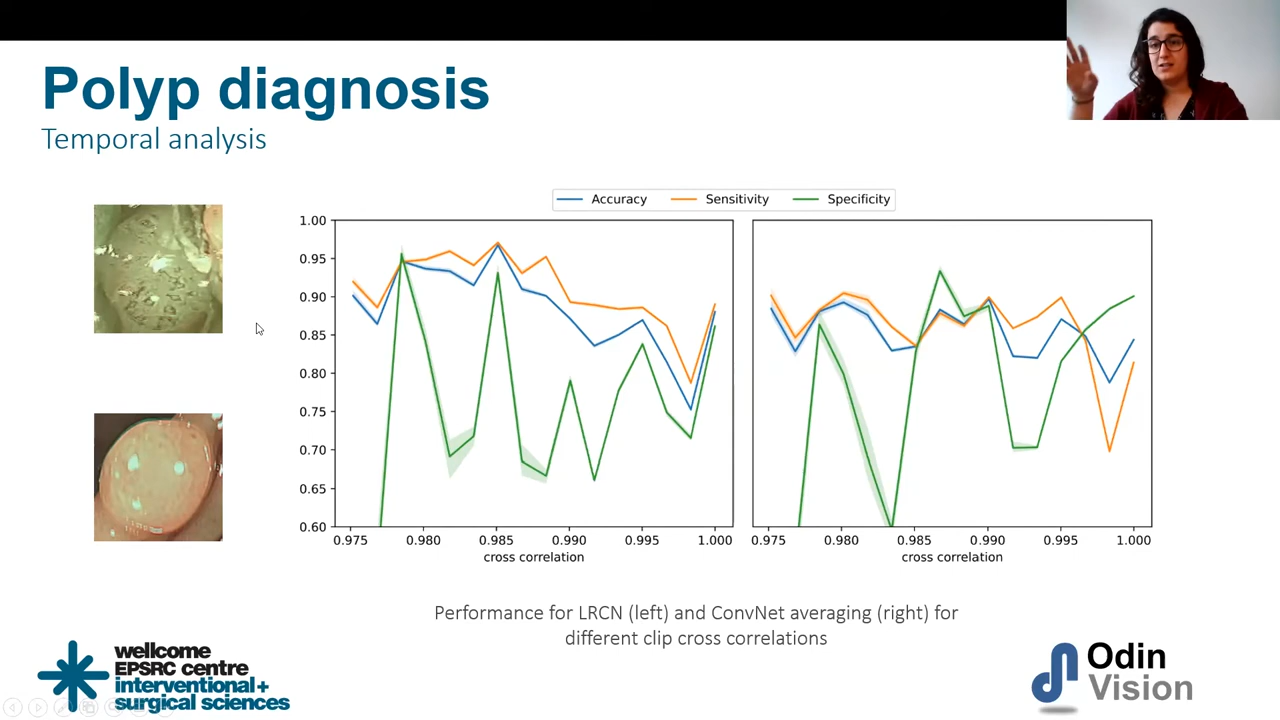 Polyp diagnosis
Temporal analysis
Accuracy
Sensitivity
Specificity
1.00
0.95
0.90
0.85
0.80
0.75
0.70
0.65
0.60
0.975
0.980
0.985
0.990
0.995
1.000
cross correlation
0.975
0.980
0.985
0.990
0.995
1.000
cross correlation
Performance for LRCN (left) and ConvNet averaging (right) for
different clip cross correlations
wellcome
EPSRC centre
interventional+
surgical sciences
Odin
Vision